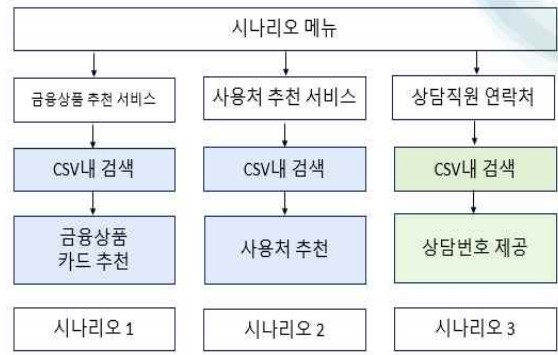 시나리오 메뉴
금융상품 추천 서비스
사용처 추천 서비스
상담직원 연락처
CSV내 검색
CSV내 검색
CSV내 검색
금융상품
카드 추천
사용처 추천
상담번호 제공
시나리오 1
시나리오 2
시나리오 3